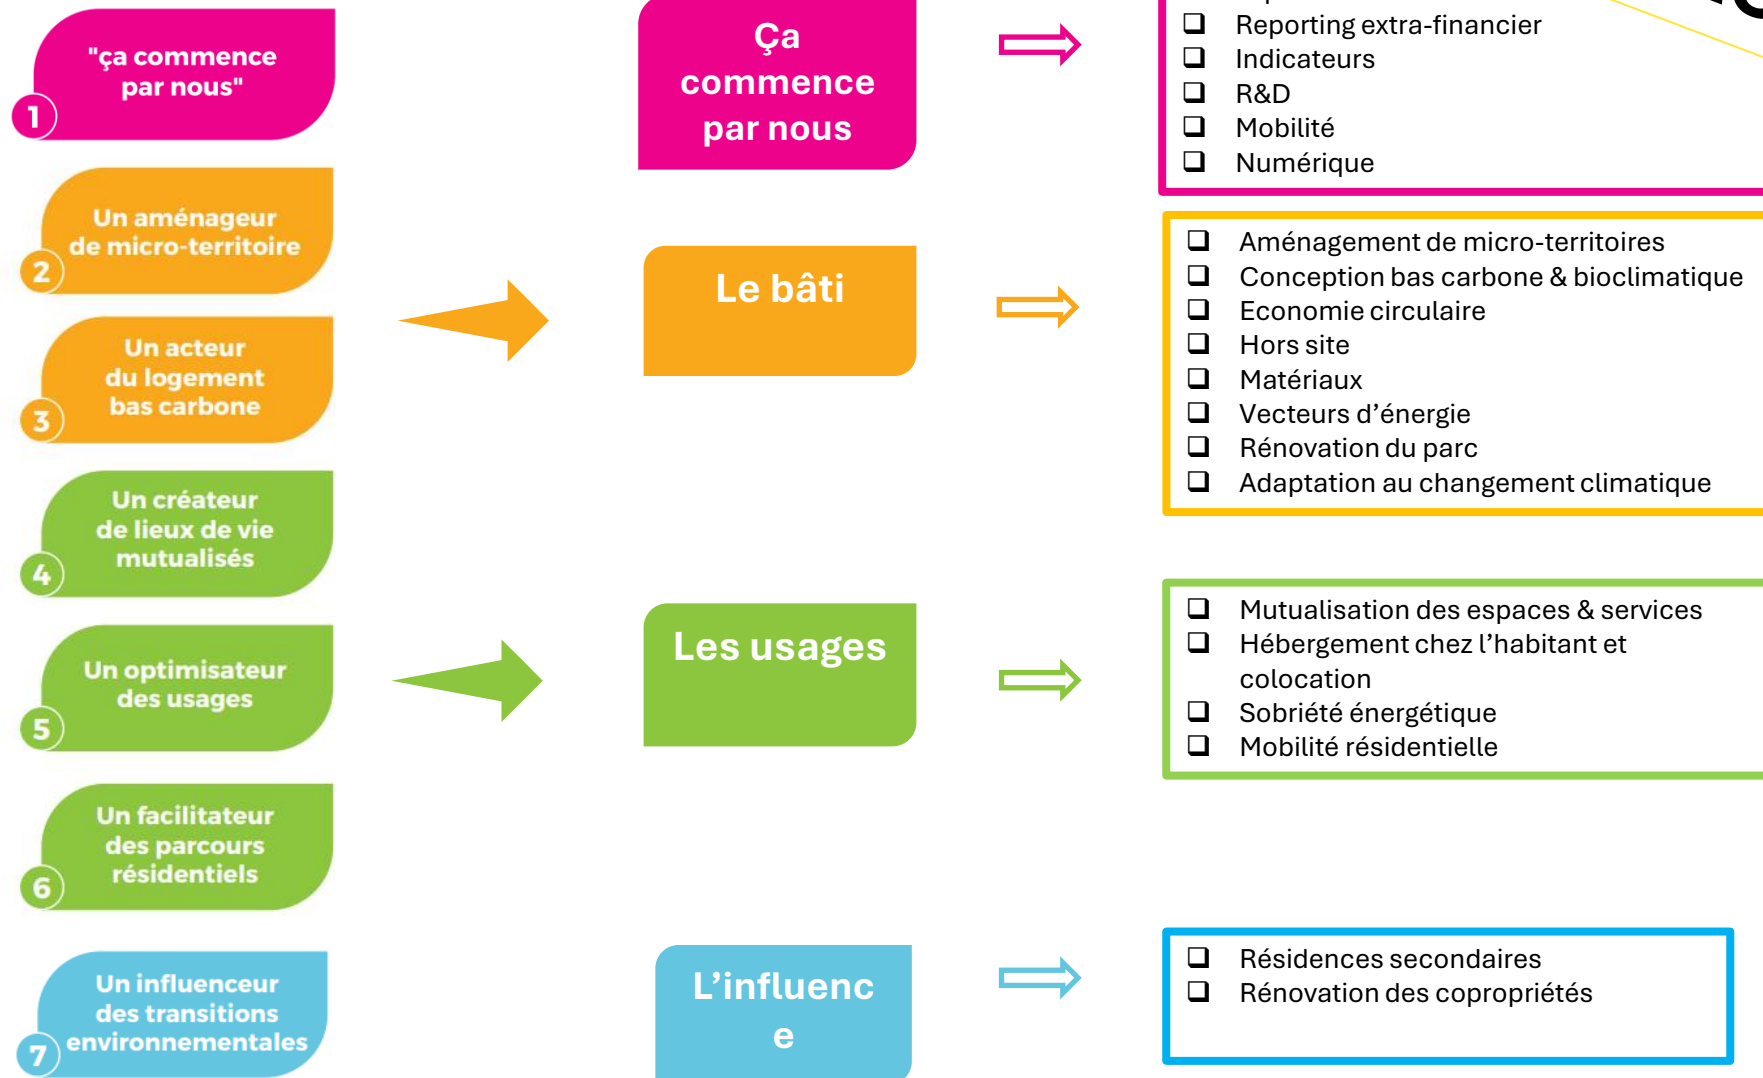 "ça commence
par nous"
1
Un aménageur
de micro-territoire
2
Un acteur
du logement
bas carbone
3
Un créateur
de lieux de vie
mutualisés
4
Un optimisateur
des usages
5
Un facilitateur
des parcours
résidentiels
6
Un influenceur
des transitions
environnementales
7
Ça
commence
par nous
Le bâti
Les usages
L'influenc
e
Reporting extra-financier
Indicateurs
R&D
Mobilité
Numérique
Aménagement de micro-territoires
Conception bas carbone & bioclimatique
Economie circulaire
Hors site
Matériaux
Vecteurs d'énergie
Rénovation du parc
Adaptation au changement climatique
Mutualisation des espaces & services
Hébergement chez l'habitant et
colocation
Sobriété énergétique
Mobilité résidentielle
Résidences secondaires
Rénovation des copropriétés